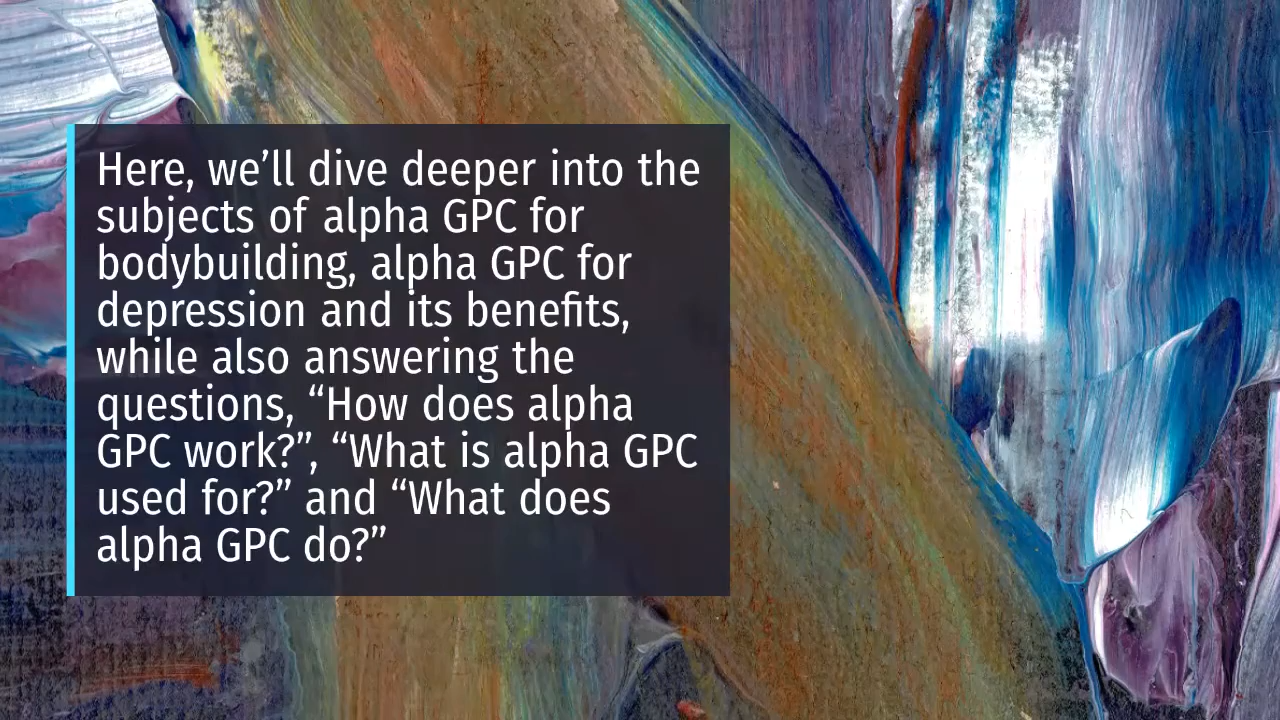 Here, we’ll dive deeper into the
subjects of alpha GPC for
bodybuilding, alpha GPC for
depression and its benefits,
while also answering the
questions, “How does alpha
GPC work?”, “What is alpha GPC
used for?” and “What does
alpha GPC do?”